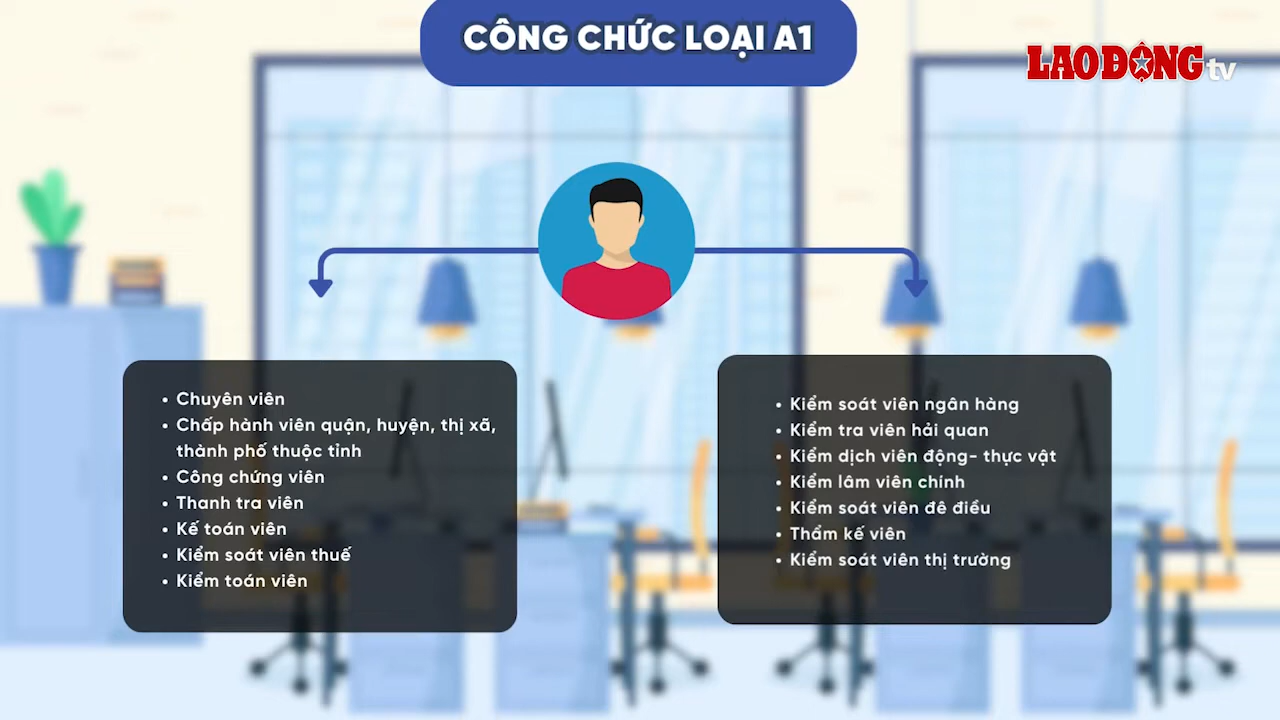 CÔNG CHỨC LOẠI A1
LAO ĐỘNG tv
• Chuyên viên
• Chấp hành viên quận, huyện, thị xã,
thành phố thuộc tỉnh
• Công chứng viên
• Thanh tra viên
• Kế toán viên
• Kiểm soát viên thuế
• Kiểm toán viên
• Kiểm soát viên ngân hàng
• Kiểm tra viên hải quan
• Kiểm dịch viên động- thực vật
• Kiểm lâm viên chính
• Kiểm soát viên đê điều
• Thẩm kế viên
• Kiểm soát viên thị trường